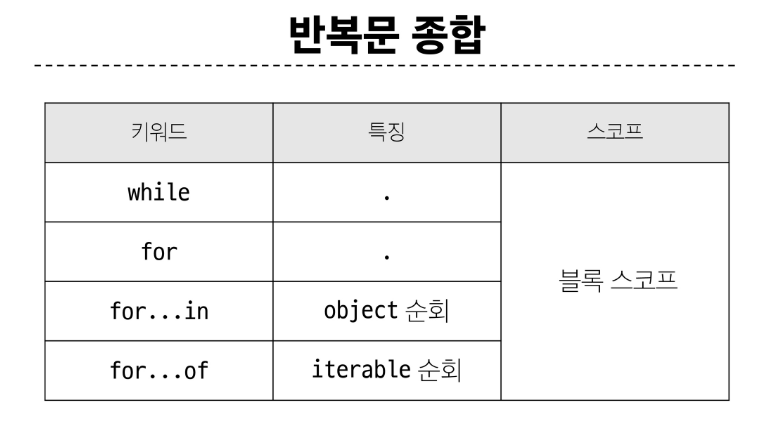 반복문 종합
키워드 특징 스코프
while .
for .
블록 스코프
for...in object 순회
for...of iterable 순회